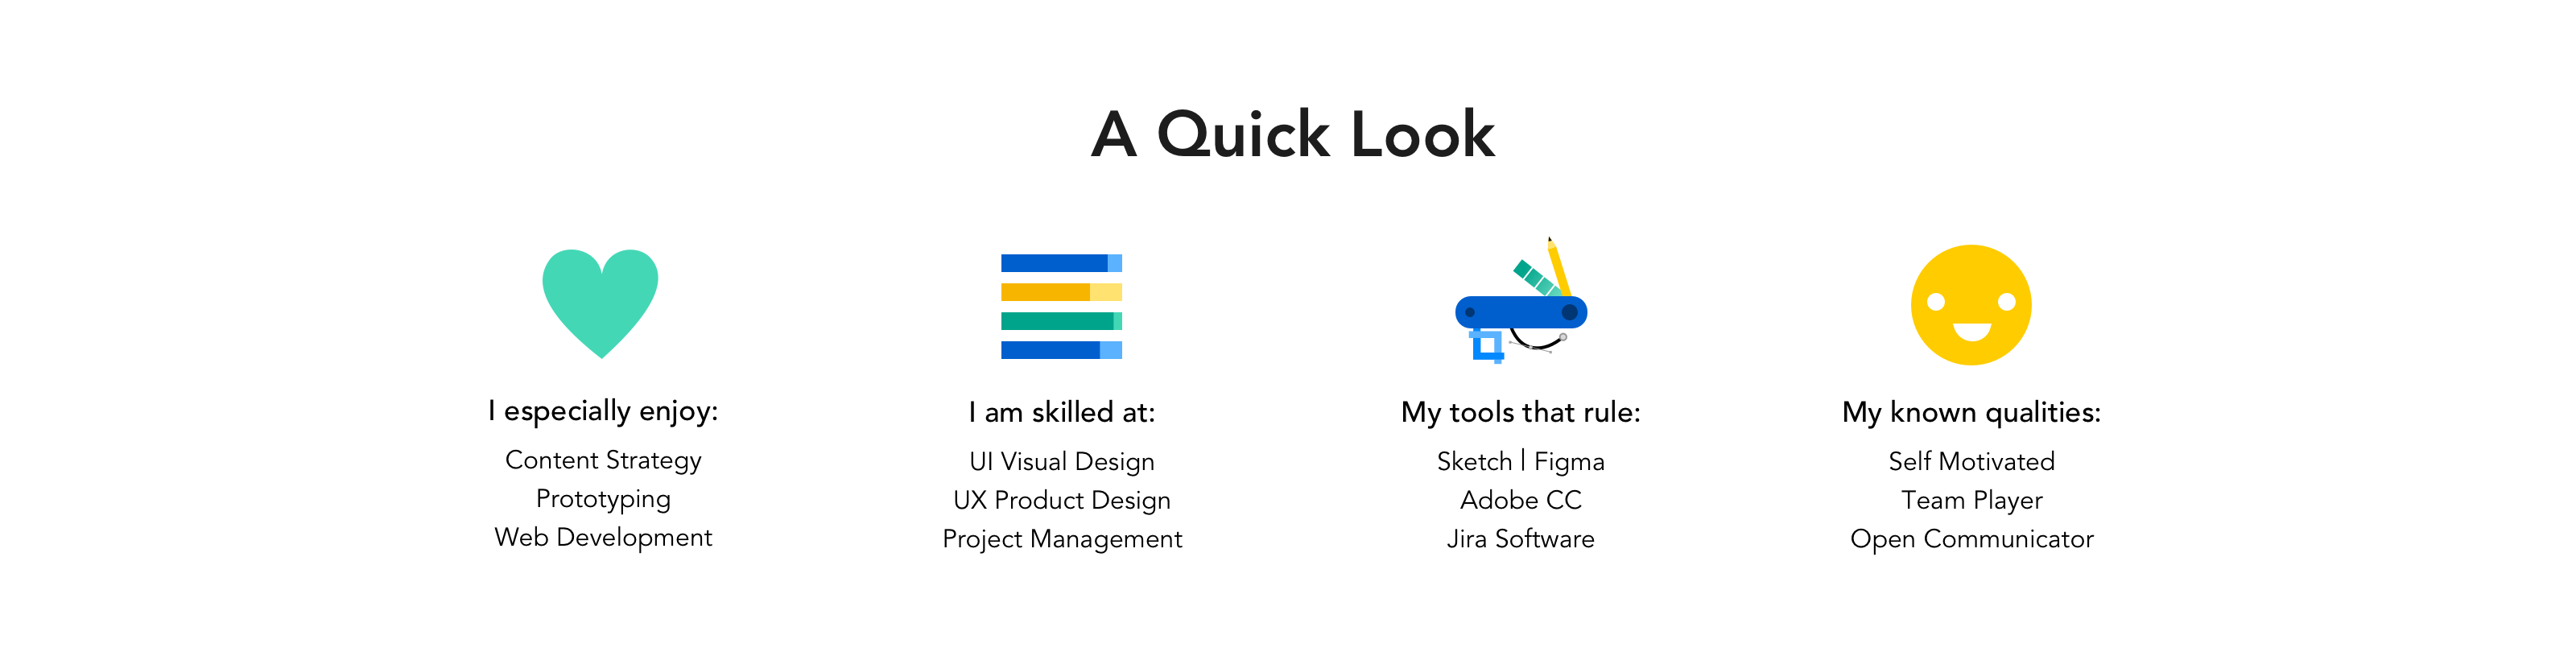 A Quick Look
I especially enjoy:
Content Strategy
Prototyping
Web Development
I am skilled at:
UI Visual Design
UX Product Design
Project Management
My tools that rule:
Sketch | Figma
Adobe CC
Jira Software
My known qualities:
Self Motivated
Team Player
Open Communicator